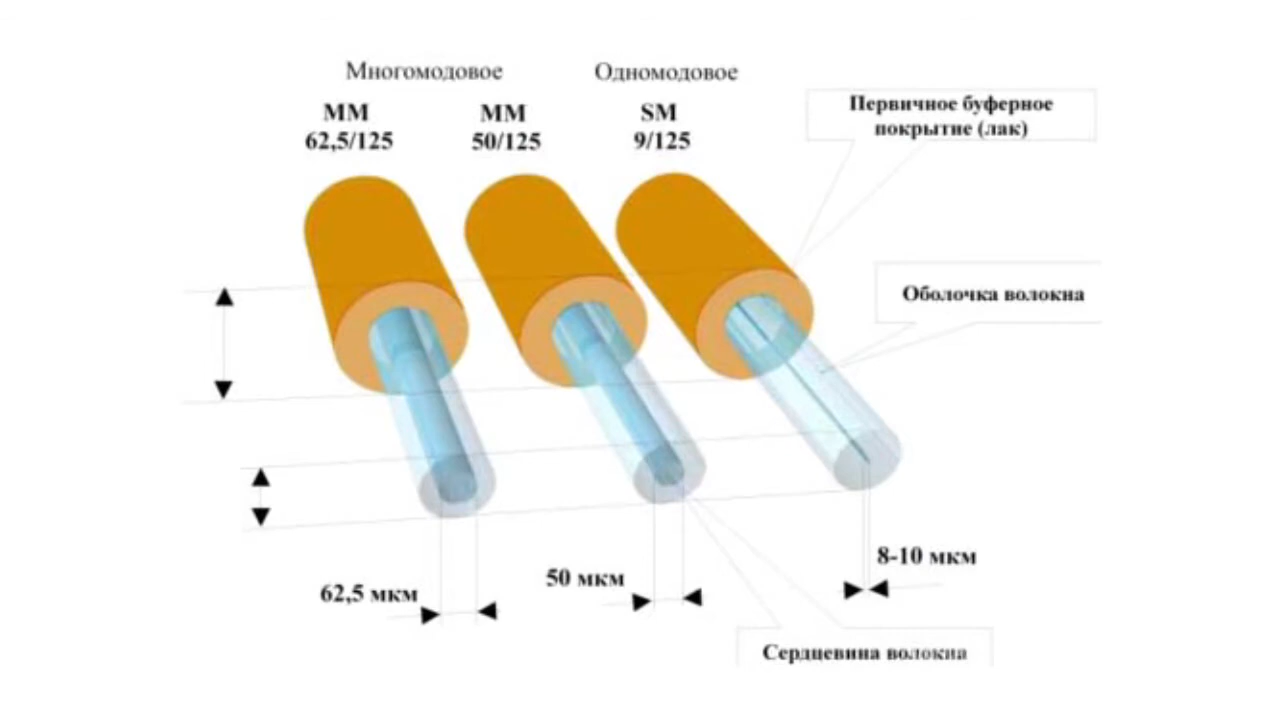 Многомодовое
Одномодовое
ММ
62,5/125
ММ
50/125
SM
9/125
Первичное буферное
покрытие (лак)
Оболочка волокна
8-10 мкм
50 мкм
62,5 мкм
Сердцевина волокна